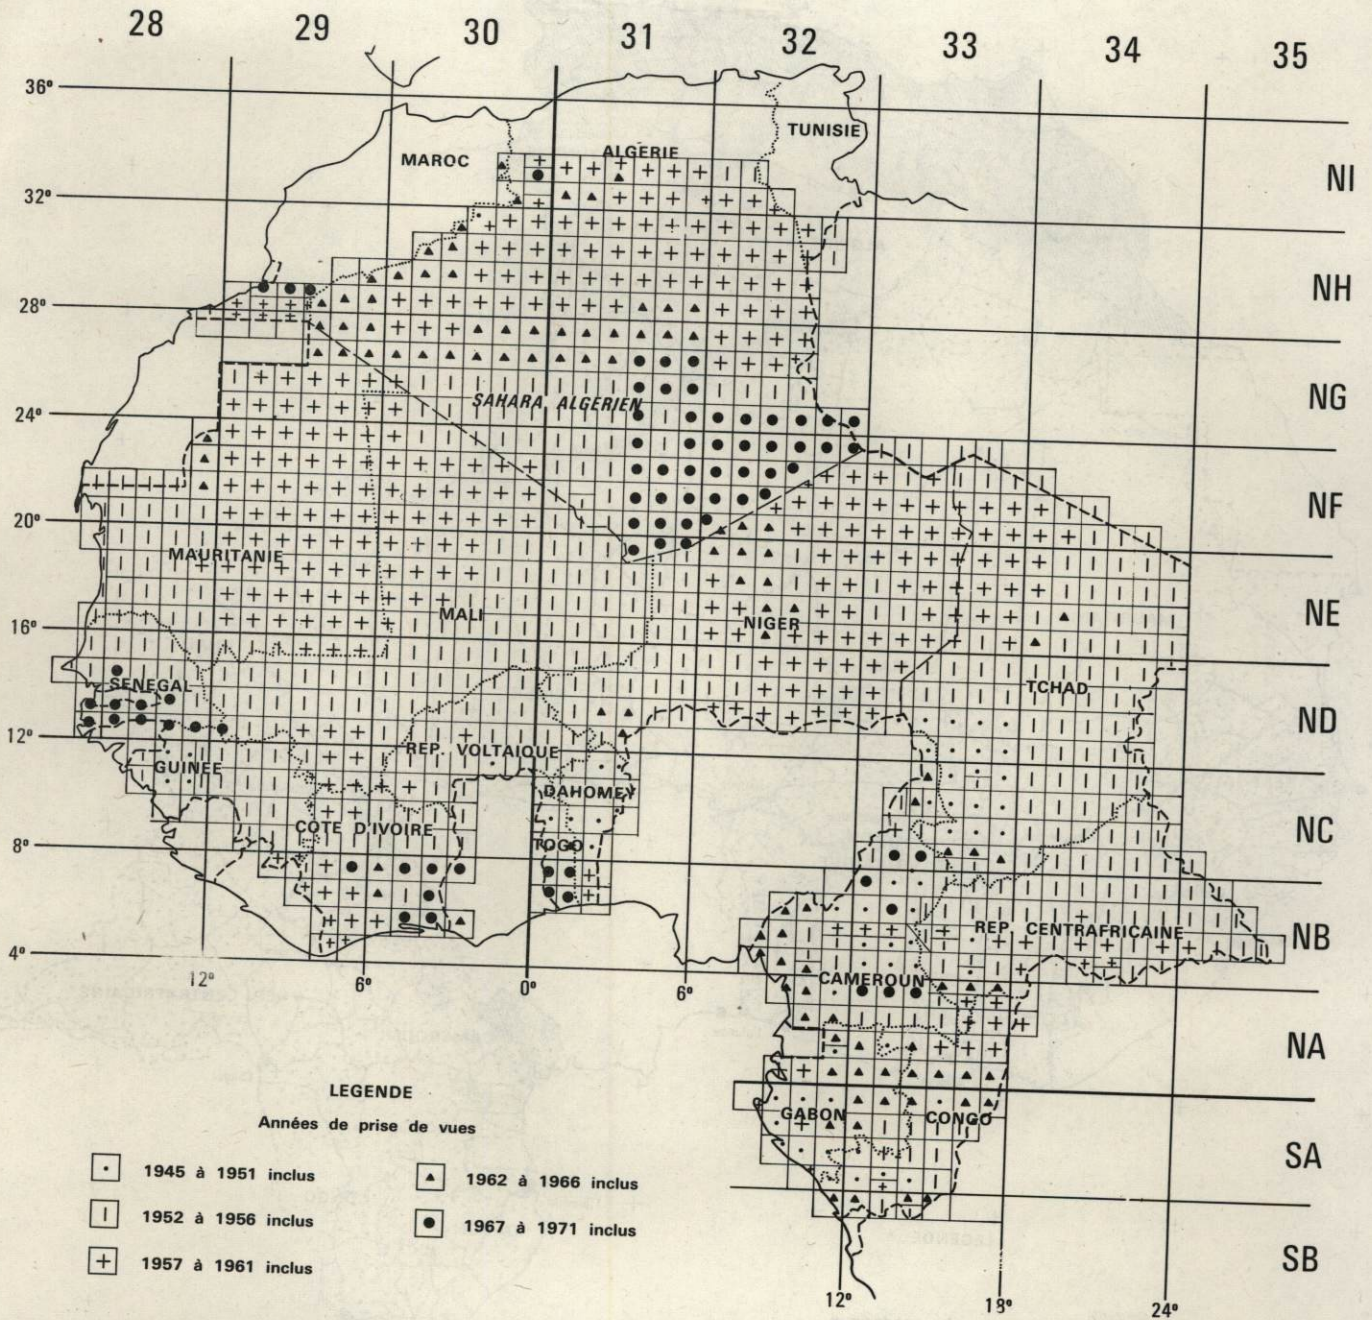 28 29 30 31 32 33 34 35
36°
TUNISIE
MAROC
ALGERIE
NI
32°
NH
28°
NG
SAHARA ALGERIEN
24°
NF
20°
MAURITANIE
NE
MALI
NIGER
16°
SENEGAL
TCHAD
ND
12°
REP. VOLTAIQUE
GUINEE
DAHOMEY
NC
COTE D'IVOIRE
8°
TOGO
REP. CENTRAFRICAINE
NB
4°
12° 6° 0° 6°
CAMEROUN
NA
LEGENDE
Années de prise de vues
GABON
CONGO
SA
1945 à 1951 inclus
1962 à 1966 inclus
1952 à 1956 inclus
1967 à 1971 inclus
1957 à 1961 inclus
SB
12° 18° 24°